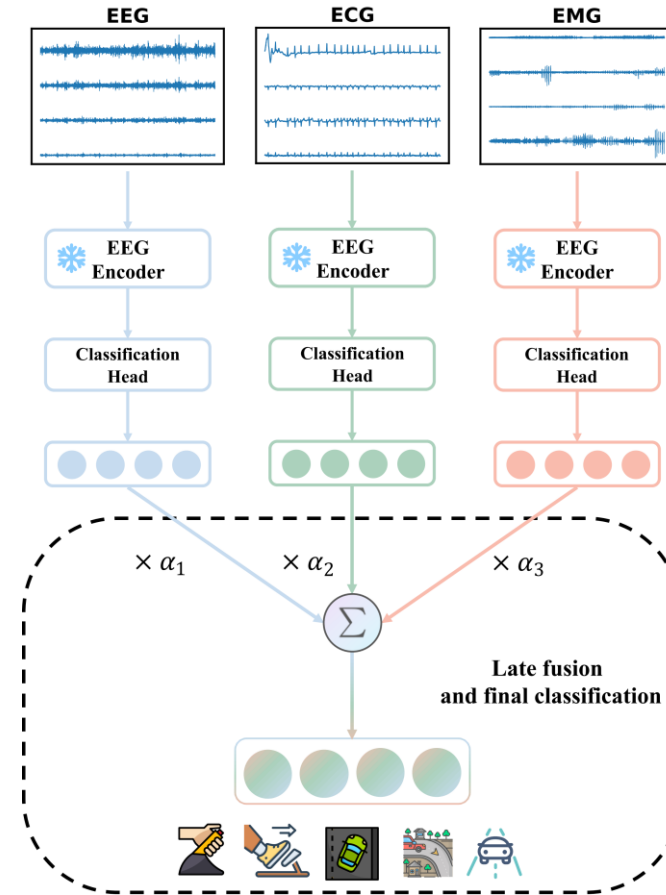 EEG
ECG
EMG
EEG
Encoder
EEG
Encoder
EEG
Encoder
Classification
Head
Classification
Head
Classification
Head
× α₁
× α₂
× α₃
Σ
Late fusion
and final classification